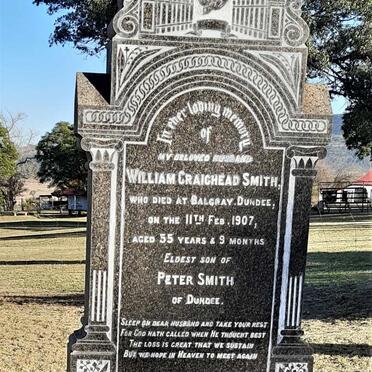 In ever loving memory
of
MY BELOVED HUSBAND
WILLIAM CRAIGHEAD SMITH,
WHO DIED AT BALGRAY, DUNDEE,
ON THE 11TH FEB. 1907,
AGED 55 YEARS & 9 MONTHS
ELDEST SON OF
PETER SMITH
OF DUNDEE.
SLEEP ON DEAR HUSBAND AND TAKE YOUR REST
FOR GOD HATH CALLED WHEN HE THOUGHT BEST
THE LOSS IS GREAT THAT WE SUSTAIN
BUT WE HOPE IN HEAVEN TO MEET AGAIN